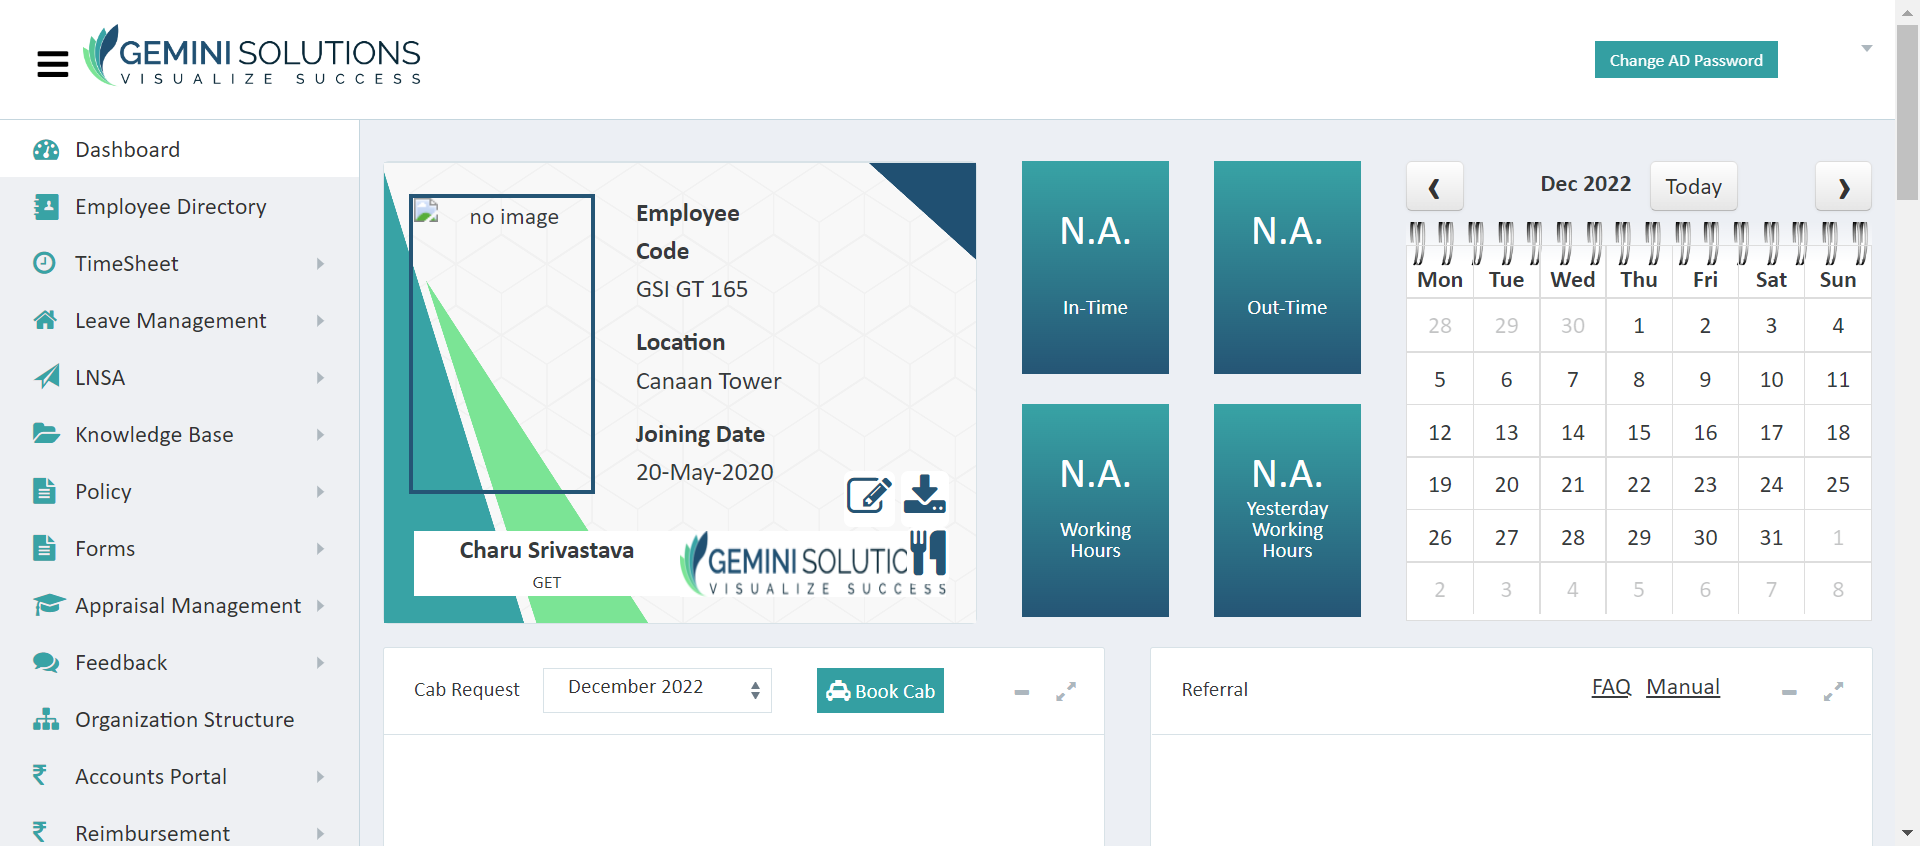 GEMINI SOLUTIONS
VISUALIZE SUCCESS
Change AD Password
Dashboard
Employee Directory
TimeSheet
Leave Management
LNSA
Knowledge Base
Policy
Forms
Appraisal Management
Feedback
Organization Structure
Accounts Portal
Reimbursement
no image
Employee
Code
GSI GT 165
Location
Canaan Tower
Joining Date
20-May-2020
Charu Srivastava
GET
GEMINI SOLUTIC
VISUALIZE SUCCESS
N.A.
In-Time
N.A.
Out-Time
N.A.
Working
Hours
N.A.
Yesterday
Working
Hours
Dec 2022
Today
Mon Tue Wed Thu Fri Sat Sun
28 29 30 1 2 3 4
5 6 7 8 9 10 11
12 13 14 15 16 17 18
19 20 21 22 23 24 25
26 27 28 29 30 31 1
2 3 4 5 6 7 8
Cab Request
December 2022
Book Cab
Referral
FAQ Manual